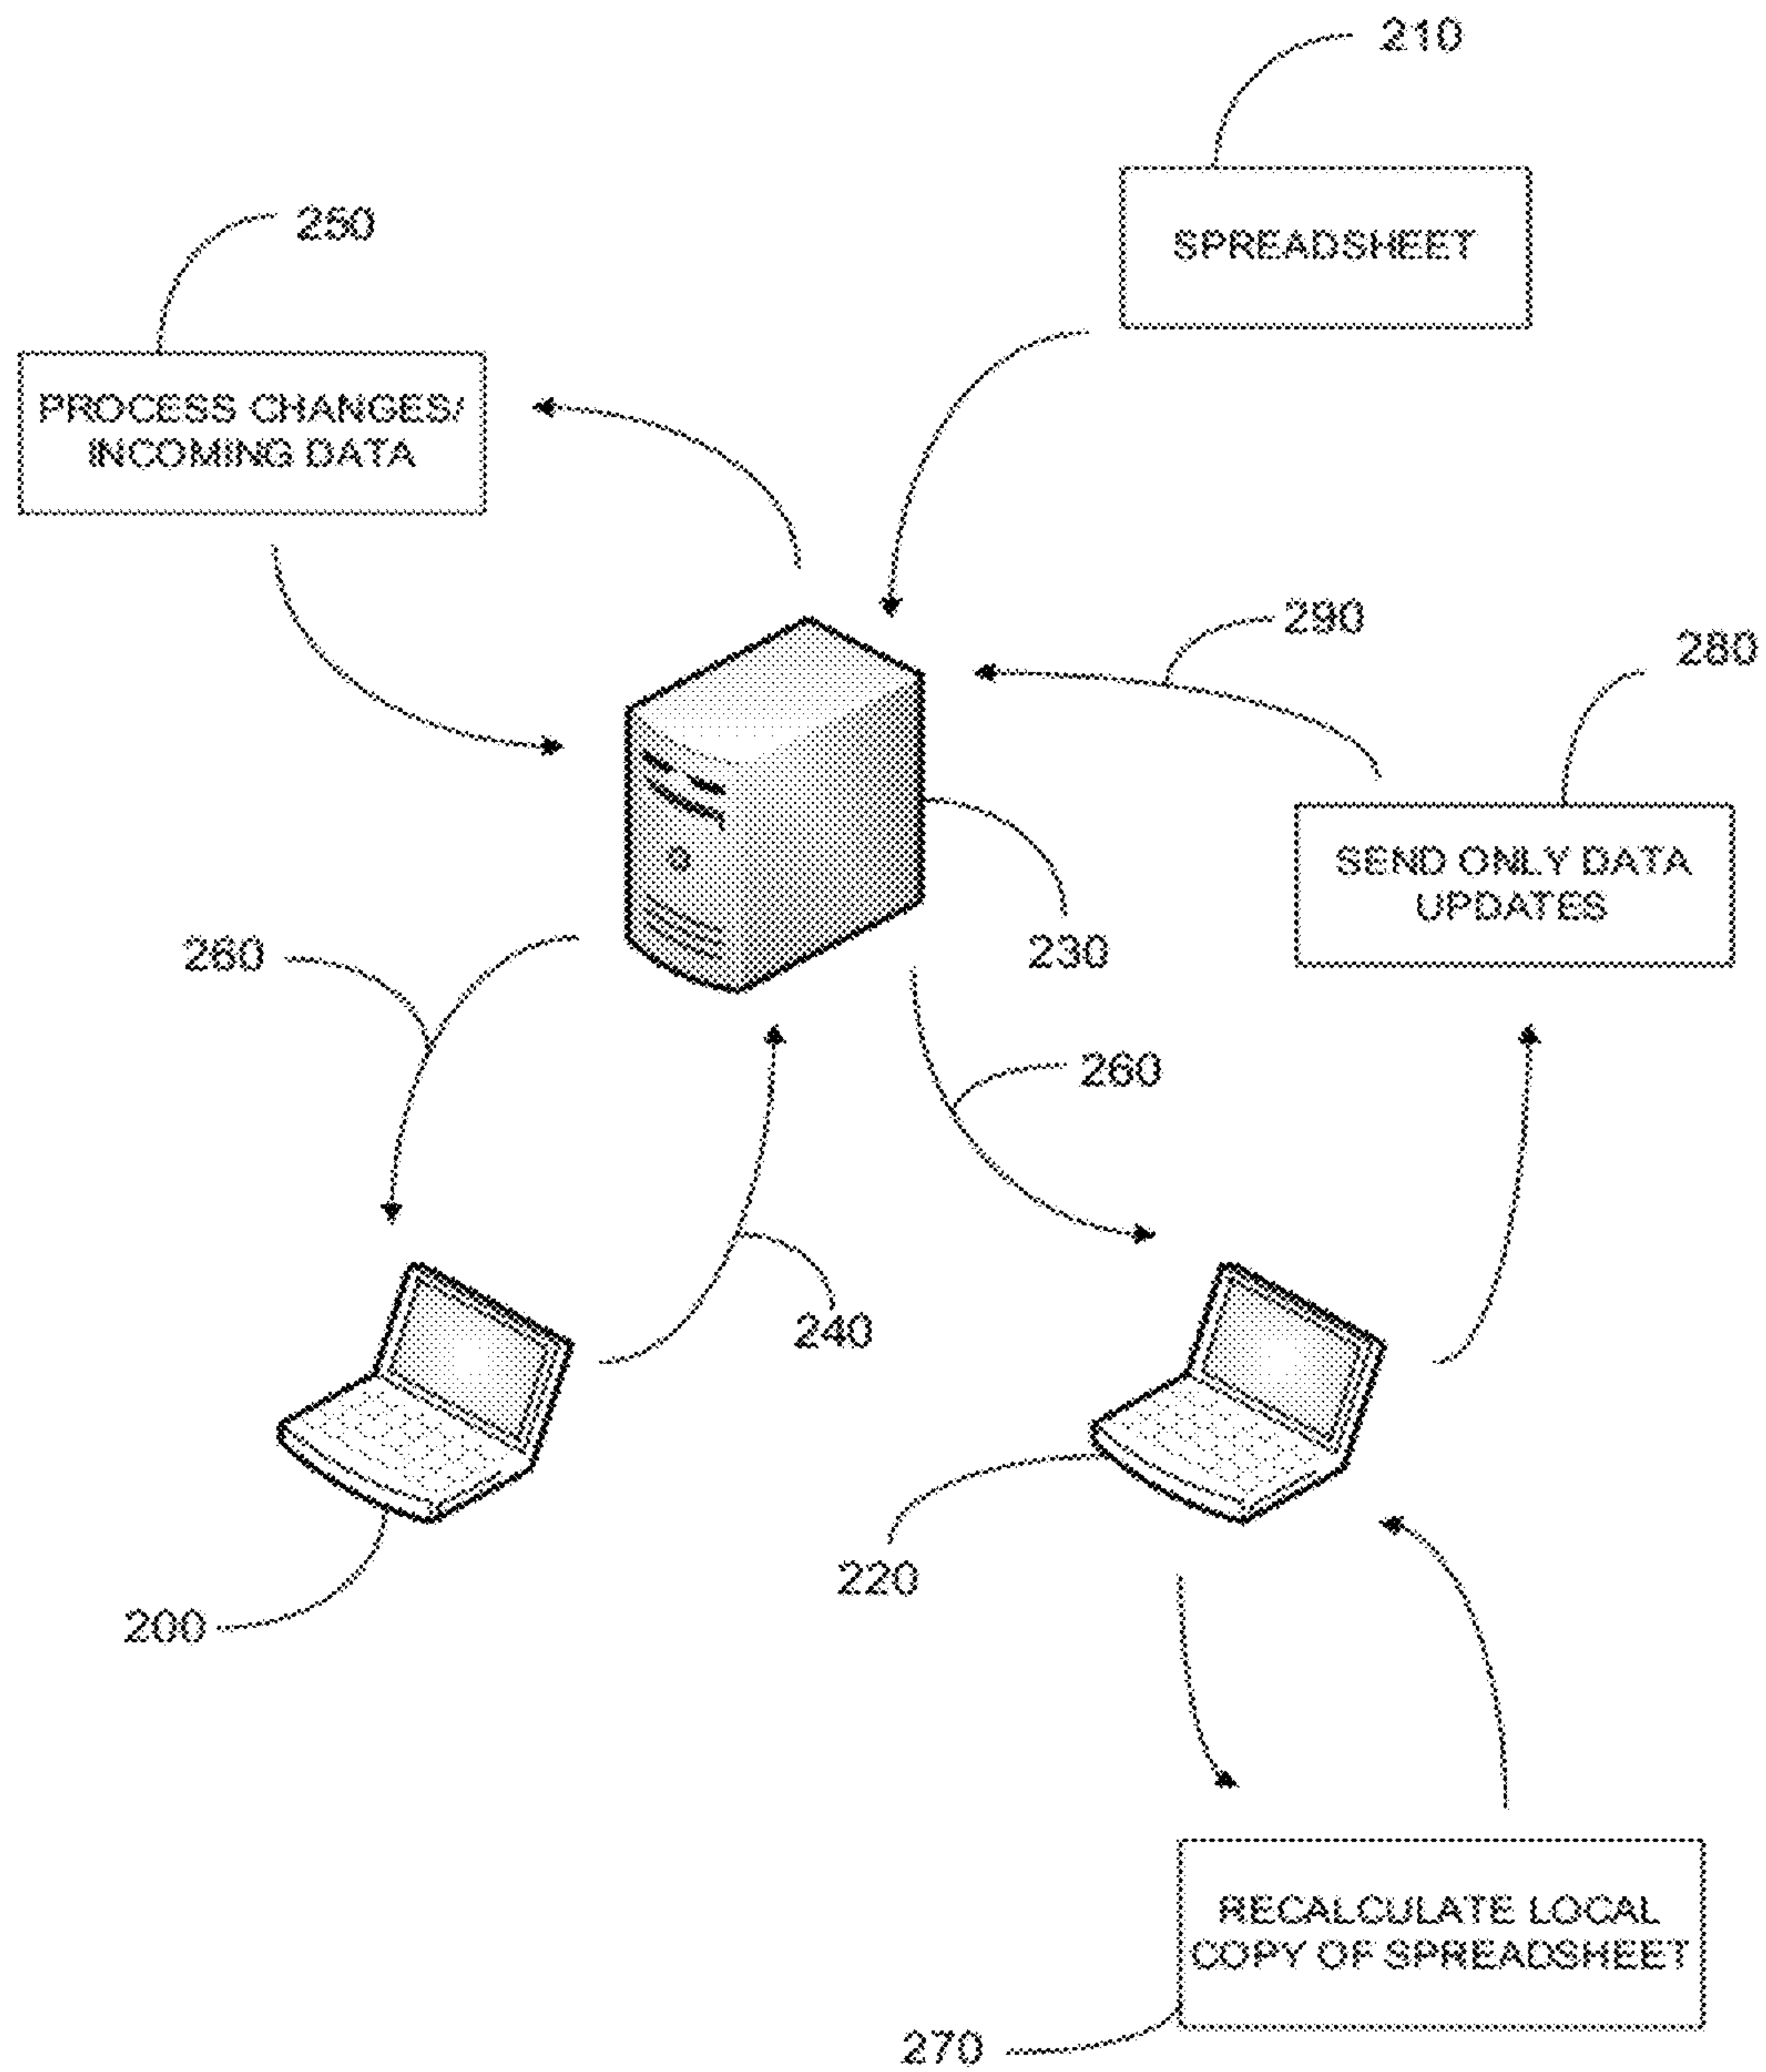 210
SPREADSHEET
250
PROCESS CHANGES/
INCOMING DATA
290
280
SEND ONLY DATA
UPDATES
230
260
260
240
220
200
RECALCULATE LOCAL
COPY OF SPREADSHEET
270